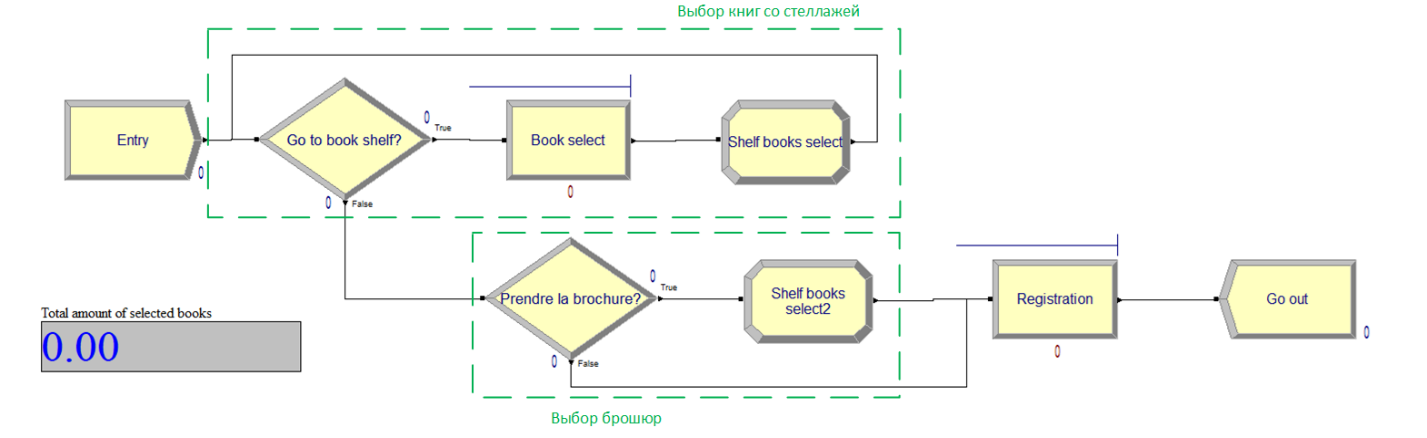 Выбор книг со стеллажей
Entry
0
Go to book shelf?
0
True
0
False
Book select
0
Shelf books select
Prendre la brochure?
0
True
0
False
Shelf books
select2
Registration
0
Go out
0
Total amount of selected books
0.00
Выбор брошюр